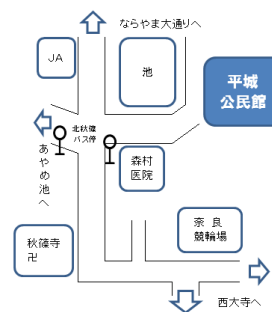 ならやま大通りへ
JA
池
平城
公民館
北秋篠
バス停
あやめ池へ
森村
医院
奈 良
競輪場
秋篠寺
卍
西大寺へ